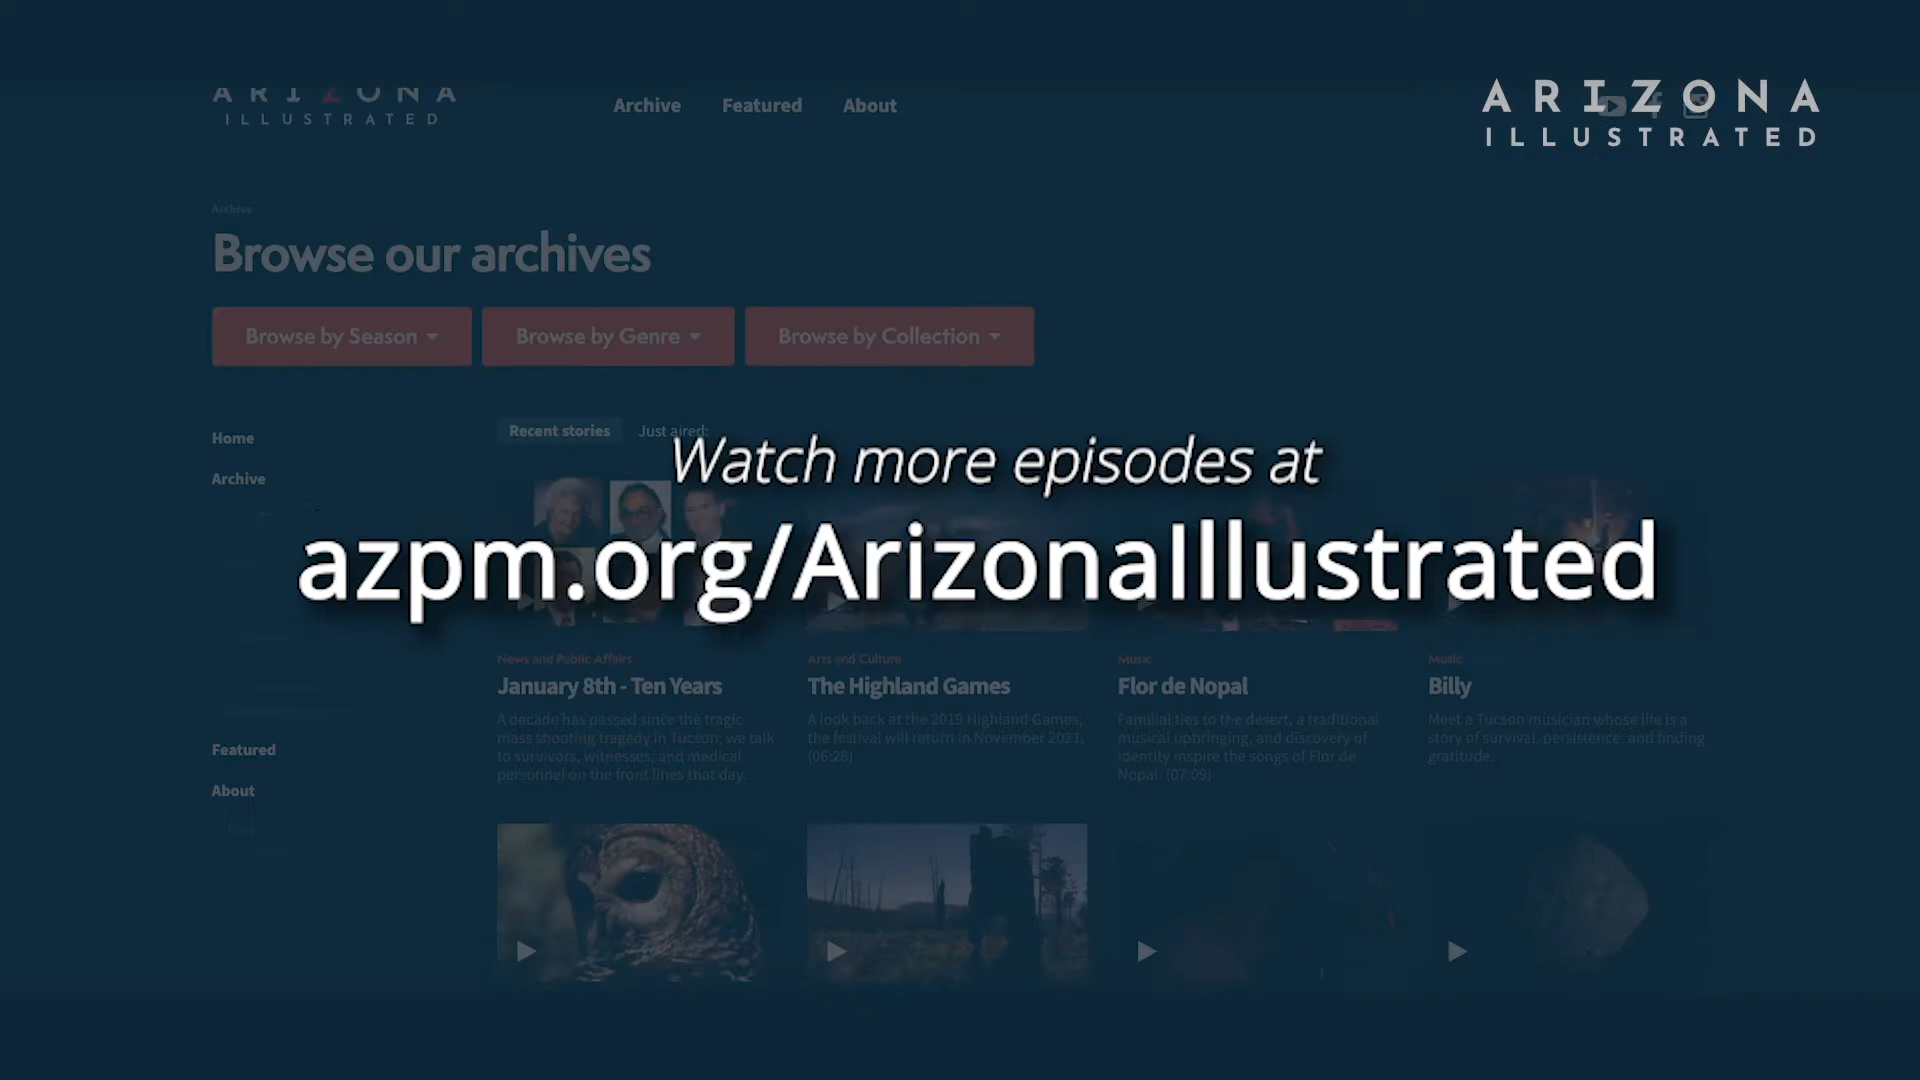 ARIZONA
ILLUSTRATED
Archive
Featured
About
ARIZONA
ILLUSTRATED
Archive
Browse our archives
Browse by Season
Browse by Genre
Browse by Collection
Home
Archive
Featured
About
Recent stories
Just aired:
Watch more episodes at
azpm.org/ArizonaIllustrated
News and Public Affairs
January 8th - Ten Years
A decade has passed since the tragic
mass shooting tragedy in Tucson; we talk
to survivors, witnesses, and medical
personnel on the front lines that day.
Arts and Culture
The Highland Games
A look back at the 2019 Highland Games,
the festival will return in November 2021.
(06:28)
Music
Flor de Nopal
Familial ties to the desert, a traditional
musical upbringing, and discovery of
identity inspire the songs of Flor de
Nopal. (07:09)
Music
Billy
Meet a Tucson musician whose life is a
story of survival, persistence, and finding
gratitude.